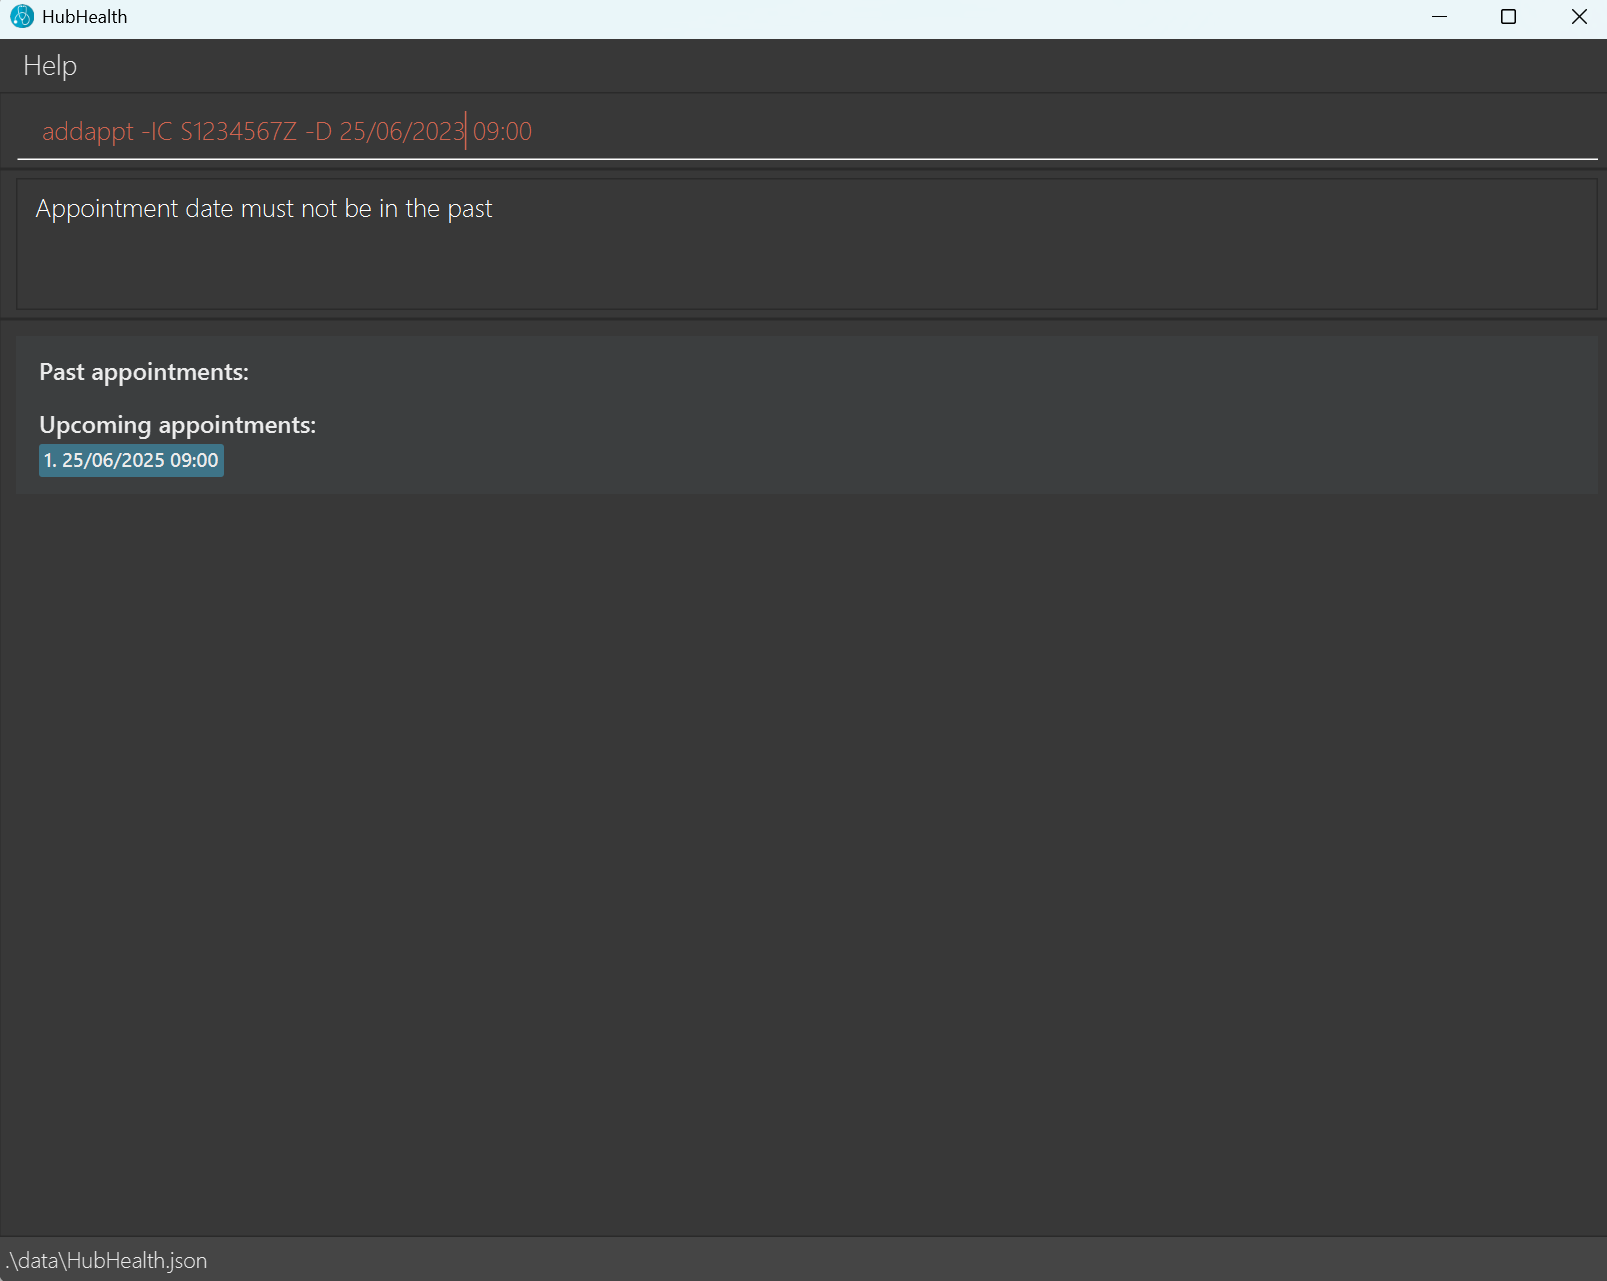 HubHealth
Help
addappt -IC S1234567Z -D 25/06/2023 09:00
Appointment date must not be in the past
Past appointments:
Upcoming appointments:
1. 25/06/2025 09:00
.\data\HubHealth.json